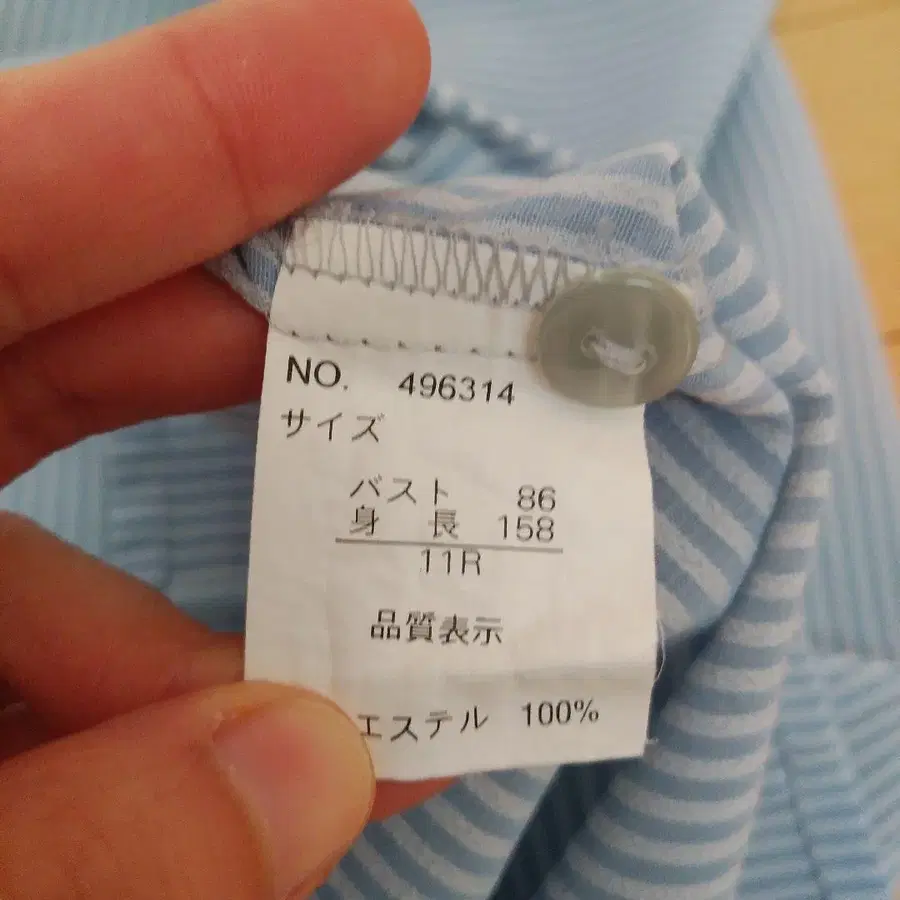 NO. 496314
サイズ
バスト 86
身 長 158
11R
品質表示
エステル 100%